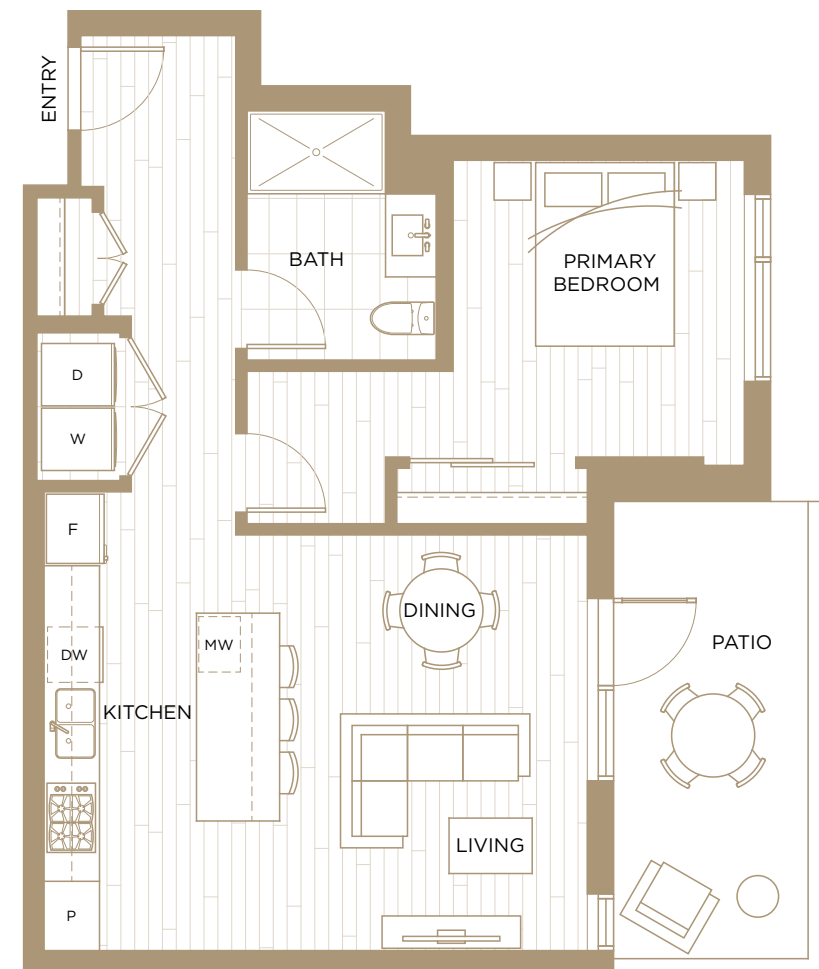 ENTRY
BATH
PRIMARY
BEDROOM
D
W
F
DINING
MW
PATIO
DW
KITCHEN
LIVING
P